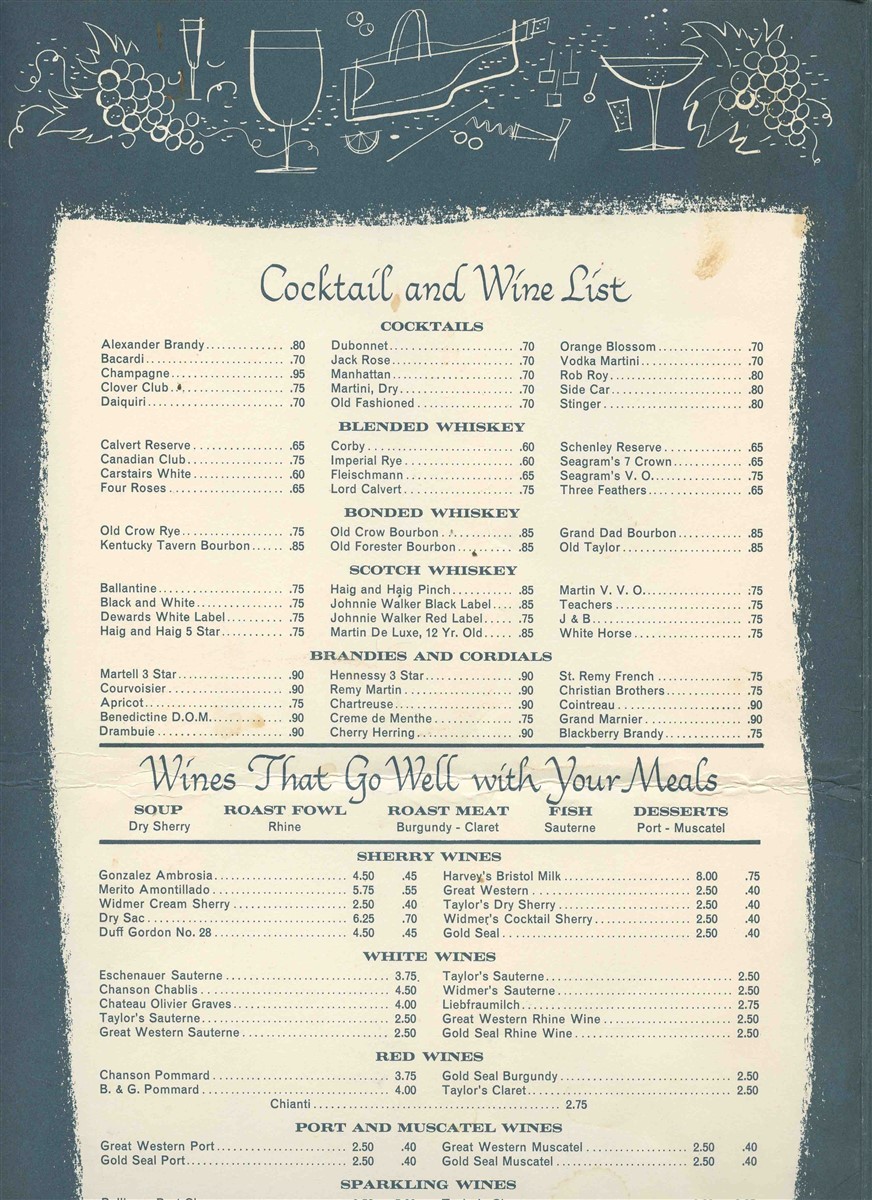 Cocktail and Wine List
COCKTAILS
Alexander Brandy .80 Dubonnet .70 Orange Blossom .70
Bacardi .70 Jack Rose .70 Vodka Martini .70
Champagne .95 Manhattan .70 Rob Roy .80
Clover Club .75 Martini, Dry .70 Side Car .80
Daiquiri .70 Old Fashioned .70 Stinger .80
BLENDED WHISKEY
Calvert Reserve .65 Corby .60 Schenley Reserve .65
Canadian Club .75 Imperial Rye .60 Seagram's 7 Crown .65
Carstairs White .60 Fleischmann .65 Seagram's V. O. .75
Four Roses .65 Lord Calvert .75 Three Feathers .65
BONDED WHISKEY
Old Crow Rye .75 Old Crow Bourbon .85 Grand Dad Bourbon .85
Kentucky Tavern Bourbon .85 Old Forester Bourbon .85 Old Taylor .85
SCOTCH WHISKEY
Ballantine .75 Haig and Haig Pinch .85 Martin V. V. O. .75
Black and White .75 Johnnie Walker Black Label .85 Teachers .75
Dewards White Label .75 Johnnie Walker Red Label .75 J & B .75
Haig and Haig 5 Star .75 Martin De Luxe, 12 Yr. Old .85 White Horse .75
BRANDIES AND CORDIALS
Martell 3 Star .90 Hennessy 3 Star .90 St. Remy French .75
Courvoisier .90 Remy Martin .90 Christian Brothers .75
Apricot .75 Chartreuse .90 Cointreau .90
Benedictine D.O.M. .90 Creme de Menthe .75 Grand Marnier .90
Drambuie .90 Cherry Herring .90 Blackberry Brandy .75
Wines That Go Well with Your Meals
SOUP ROAST FOWL ROAST MEAT FISH DESSERTS
Dry Sherry Rhine Burgundy - Claret Sauterne Port - Muscatel
SHERRY WINES
Gonzalez Ambrosia 4.50 .45 Harvey's Bristol Milk 8.00 .75
Merito Amontillado 5.75 .55 Great Western 2.50 .40
Widmer Cream Sherry 2.50 .40 Taylor's Dry Sherry 2.50 .40
Dry Sac 6.25 .70 Widmer's Cocktail Sherry 2.50 .40
Duff Gordon No. 28 4.50 .45 Gold Seal 2.50 .40
WHITE WINES
Eschenauer Sauterne 3.75 Taylor's Sauterne 2.50
Chanson Chablis 4.50 Widmer's Sauterne 2.50
Chateau Olivier Graves 4.00 Liebfraumilch 2.75
Taylor's Sauterne 2.50 Great Western Rhine Wine 2.50
Great Western Sauterne 2.50 Gold Seal Rhine Wine 2.50
RED WINES
Chanson Pommard 3.75 Gold Seal Burgundy 2.50
B. & G. Pommard 4.00 Taylor's Claret 2.50
Chianti 2.75
PORT AND MUSCATEL WINES
Great Western Port 2.50 .40 Great Western Muscatel 2.50 .40
Gold Seal Port 2.50 .40 Gold Seal Muscatel 2.50 .40
SPARKLING WINES